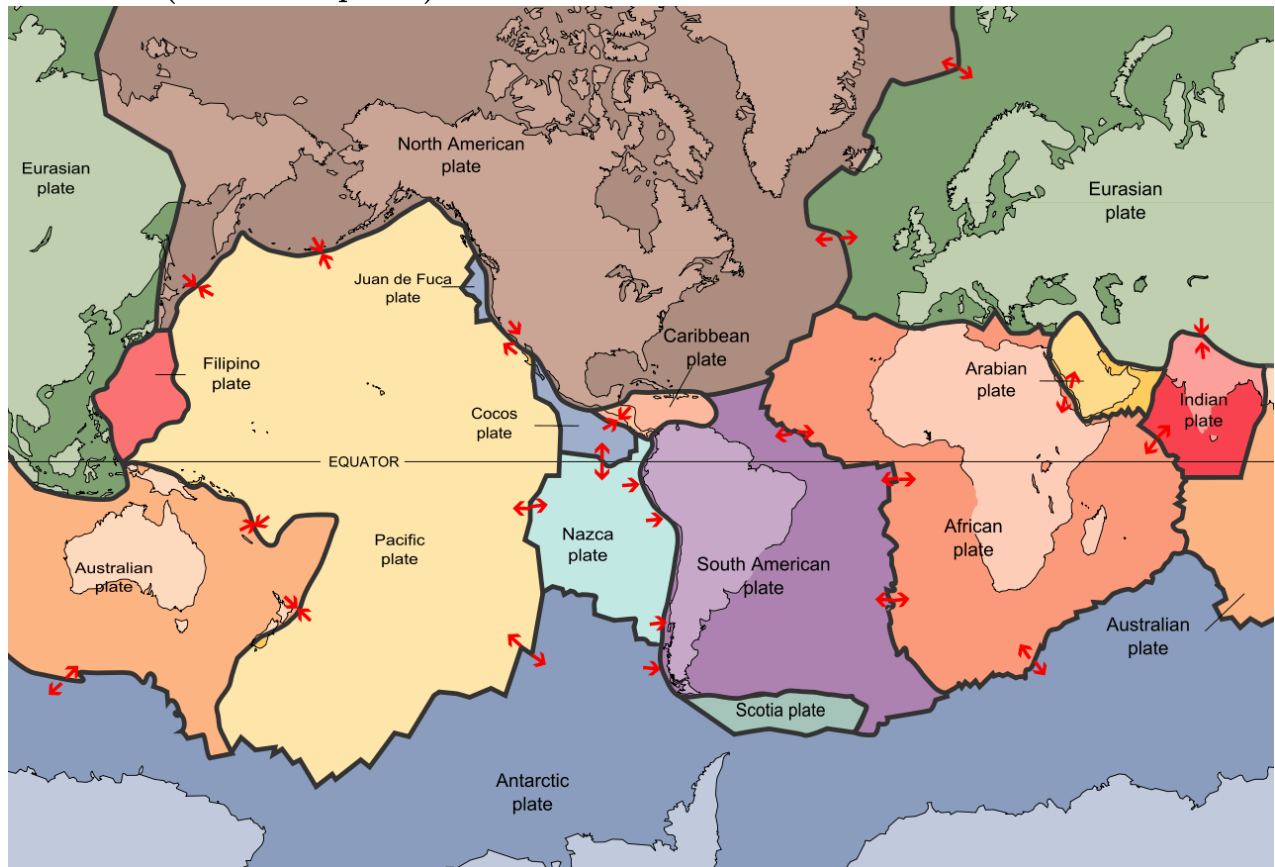 North American
plate
Eurasian
plate
Eurasian
plate
Juan de Fuca
plate
Caribbean
plate
Filipino
plate
Arabian
plate
Cocos
plate
Indian
plate
EQUATOR
Nazca
plate
Pacific
plate
African
plate
South American
plate
Australian
plate
Australian
plate
Scotia plate
Antarctic
plate